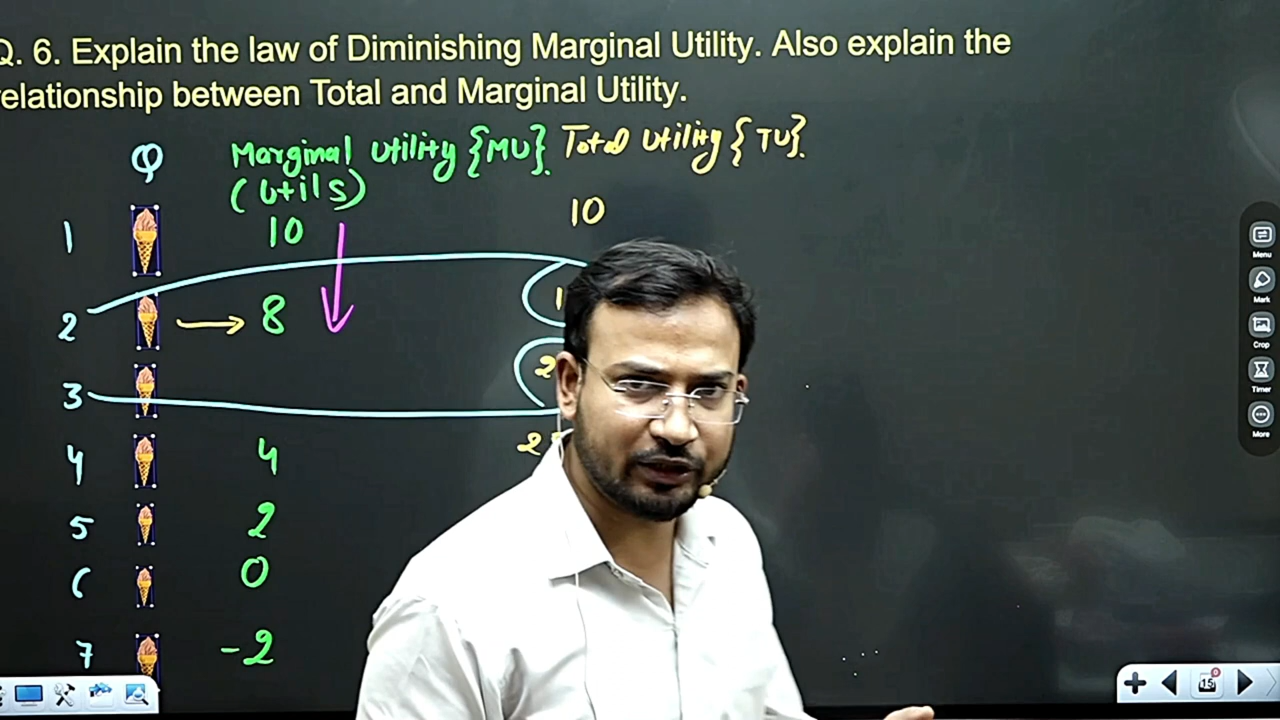 Q. 6. Explain the law of Diminishing Marginal Utility. Also explain the
relationship between Total and Marginal Utility.
Q Marginal Utility {MU}. Total Utility { TU}.
(Utils)
1 10 10
2 8
3
4 4
5 2
6 0
7 -2
Menu
Mark
Crop
Timer
More
15